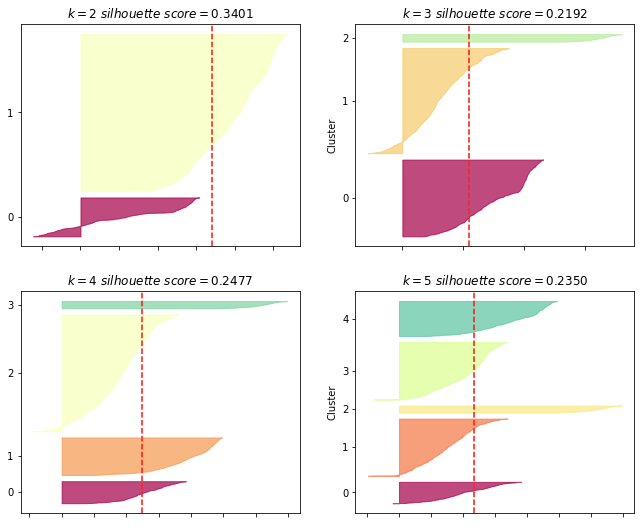 k = 2 silhouette score = 0.3401
1
0
k = 3 silhouette score = 0.2192
Cluster
2
1
0
k = 4 silhouette score = 0.2477
3
2
1
0
k = 5 silhouette score = 0.2350
Cluster
4
3
2
1
0